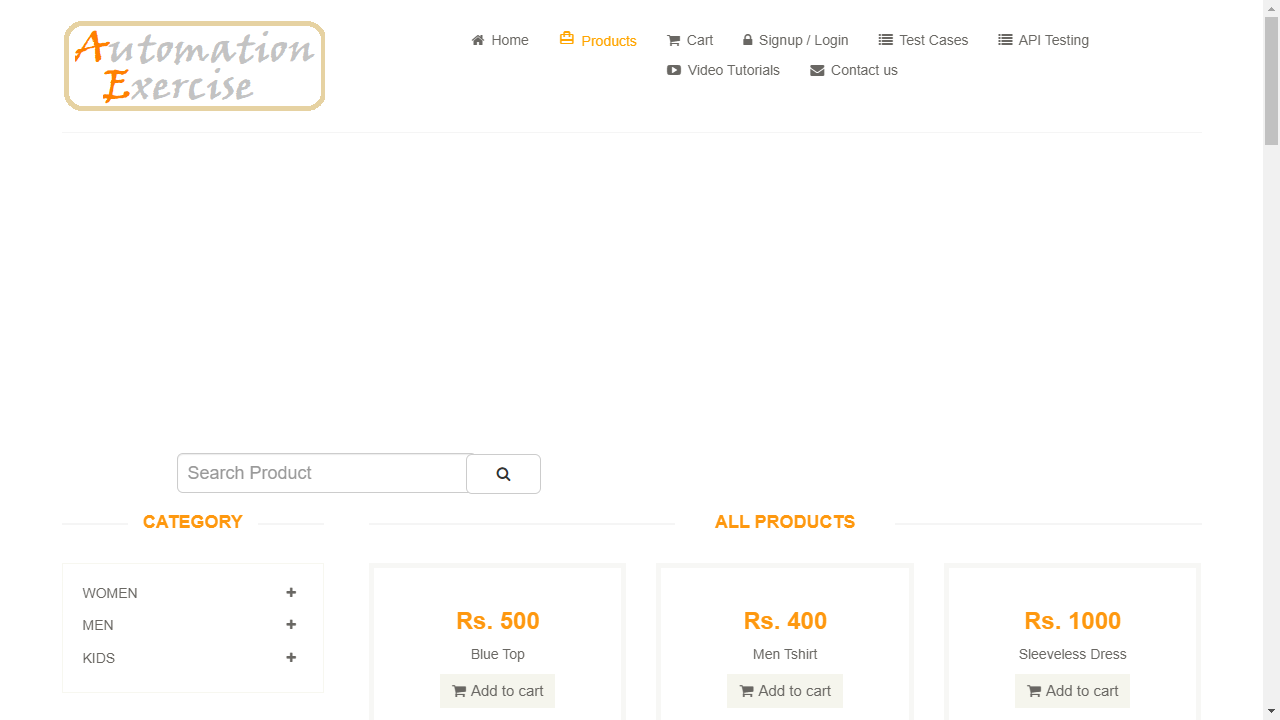 Automation
Exercise
Home
Products
Cart
Signup / Login
Test Cases
API Testing
Video Tutorials
Contact us
Search Product
CATEGORY
ALL PRODUCTS
WOMEN
MEN
KIDS
Rs. 500
Blue Top
Add to cart
Rs. 400
Men Tshirt
Add to cart
Rs. 1000
Sleeveless Dress
Add to cart